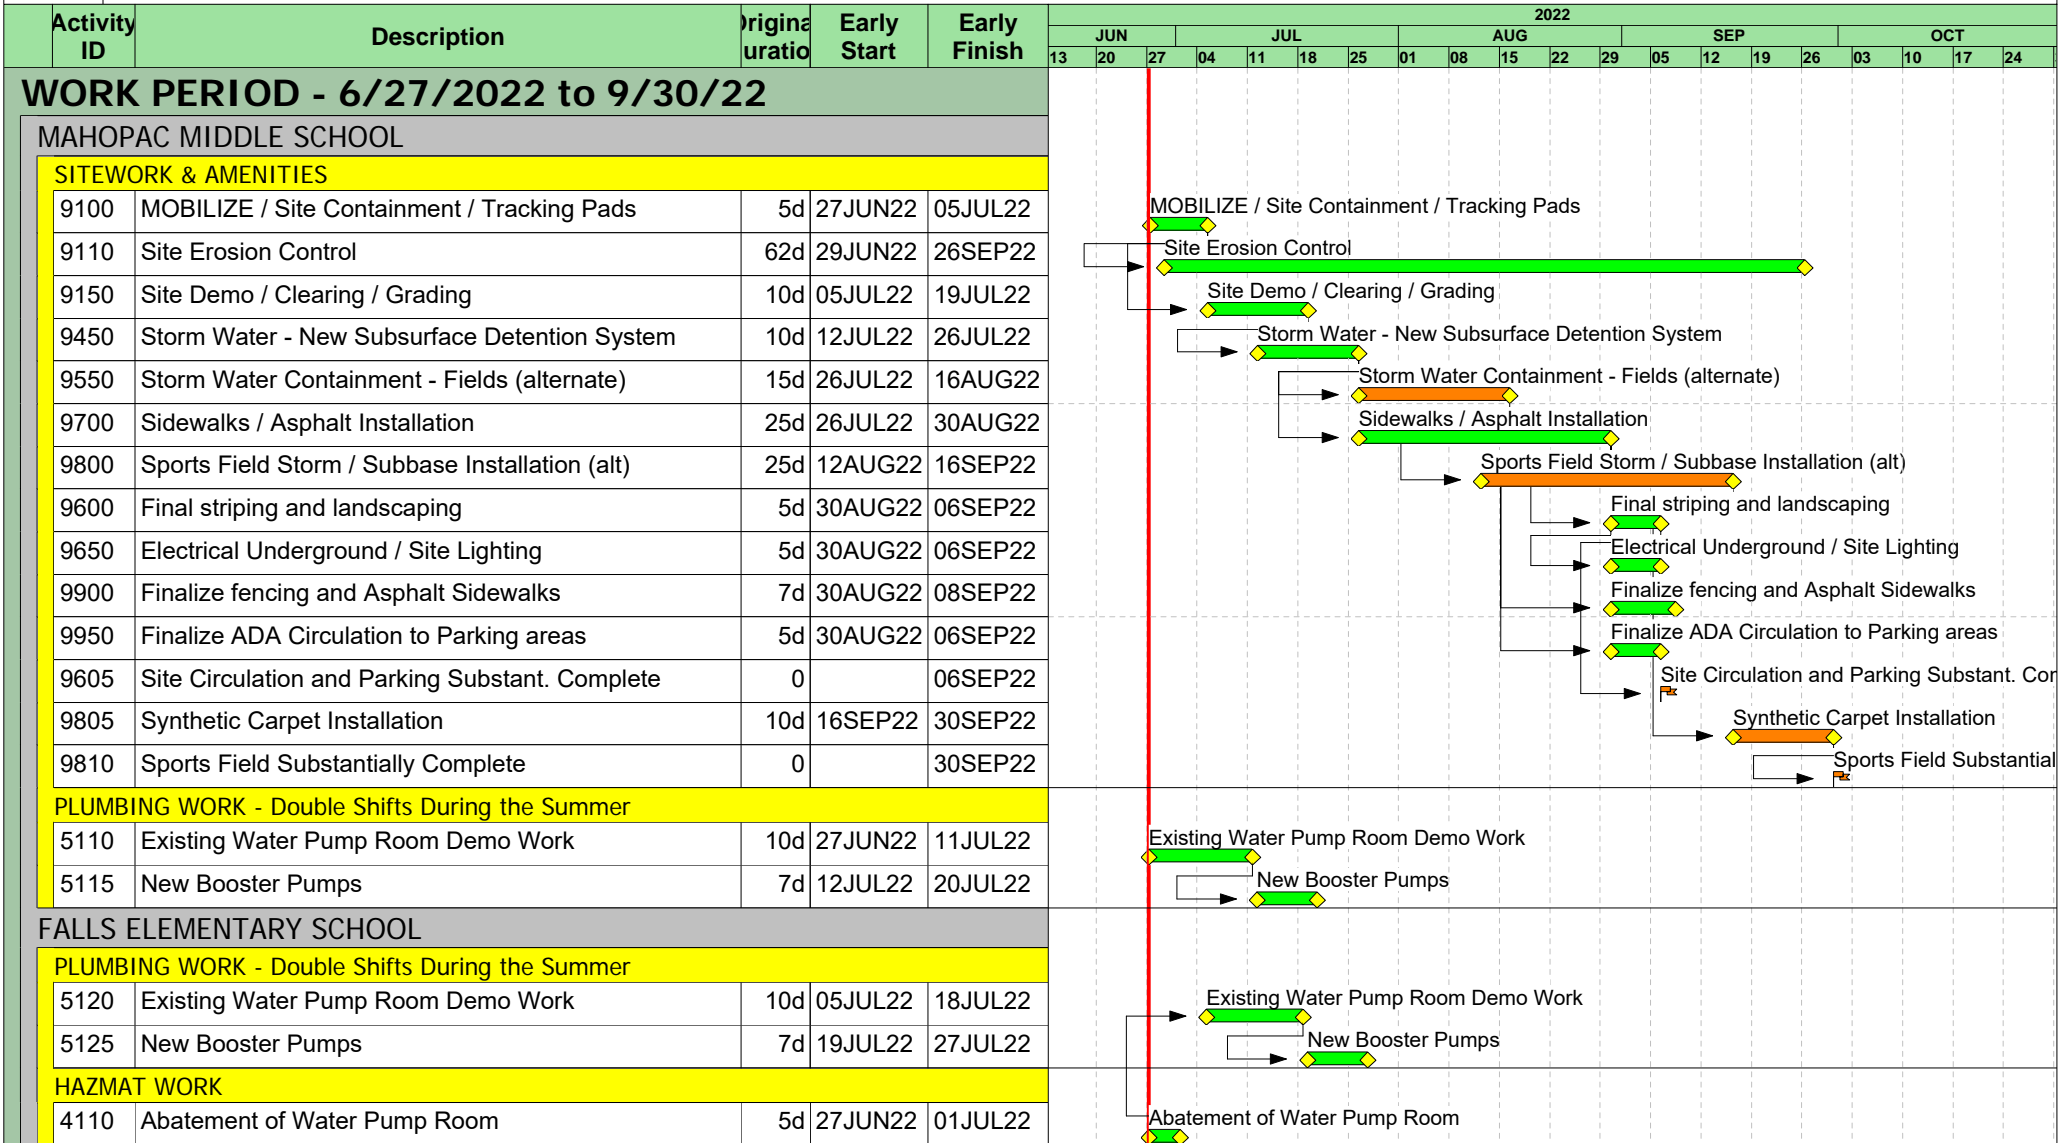 Activity ID Description Origina uratio Early Start Early Finish
2022
JUN JUL AUG SEP OCT
13 20 27 04 11 18 25 01 08 15 22 29 05 12 19 26 03 10 17 24
WORK PERIOD - 6/27/2022 to 9/30/22
MAHOPAC MIDDLE SCHOOL
SITEWORK & AMENITIES
9100 MOBILIZE / Site Containment / Tracking Pads 5d 27JUN22 05JUL22 MOBILIZE / Site Containment / Tracking Pads
9110 Site Erosion Control 62d 29JUN22 26SEP22 Site Erosion Control
9150 Site Demo / Clearing / Grading 10d 05JUL22 19JUL22 Site Demo / Clearing / Grading
9450 Storm Water - New Subsurface Detention System 10d 12JUL22 26JUL22 Storm Water - New Subsurface Detention System
9550 Storm Water Containment - Fields (alternate) 15d 26JUL22 16AUG22 Storm Water Containment - Fields (alternate)
9700 Sidewalks / Asphalt Installation 25d 26JUL22 30AUG22 Sidewalks / Asphalt Installation
9800 Sports Field Storm / Subbase Installation (alt) 25d 12AUG22 16SEP22 Sports Field Storm / Subbase Installation (alt)
9600 Final striping and landscaping 5d 30AUG22 06SEP22 Final striping and landscaping
9650 Electrical Underground / Site Lighting 5d 30AUG22 06SEP22 Electrical Underground / Site Lighting
9900 Finalize fencing and Asphalt Sidewalks 7d 30AUG22 08SEP22 Finalize fencing and Asphalt Sidewalks
9950 Finalize ADA Circulation to Parking areas 5d 30AUG22 06SEP22 Finalize ADA Circulation to Parking areas
9605 Site Circulation and Parking Substant. Complete 0 06SEP22 Site Circulation and Parking Substant. Cor
9805 Synthetic Carpet Installation 10d 16SEP22 30SEP22 Synthetic Carpet Installation
9810 Sports Field Substantially Complete 0 30SEP22 Sports Field Substantial
PLUMBING WORK - Double Shifts During the Summer
5110 Existing Water Pump Room Demo Work 10d 27JUN22 11JUL22 Existing Water Pump Room Demo Work
5115 New Booster Pumps 7d 12JUL22 20JUL22 New Booster Pumps
FALLS ELEMENTARY SCHOOL
PLUMBING WORK - Double Shifts During the Summer
5120 Existing Water Pump Room Demo Work 10d 05JUL22 18JUL22 Existing Water Pump Room Demo Work
5125 New Booster Pumps 7d 19JUL22 27JUL22 New Booster Pumps
HAZMAT WORK
4110 Abatement of Water Pump Room 5d 27JUN22 01JUL22 Abatement of Water Pump Room